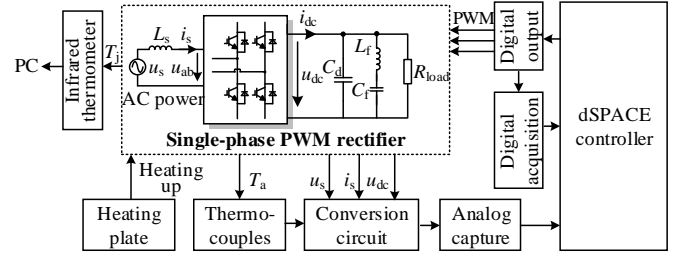 PC
Infrared
thermometer
T_j
L_s
i_s
u_s
u_ab
AC power
i_dc
u_dc
C_d
L_f
C_f
R_load
Single-phase PWM rectifier
PWM
Digital
output
Digital
acquisition
dSPACE
controller
Heating
up
T_a
u_s
i_s
u_dc
Heating
plate
Thermo-
couples
Conversion
circuit
Analog
capture